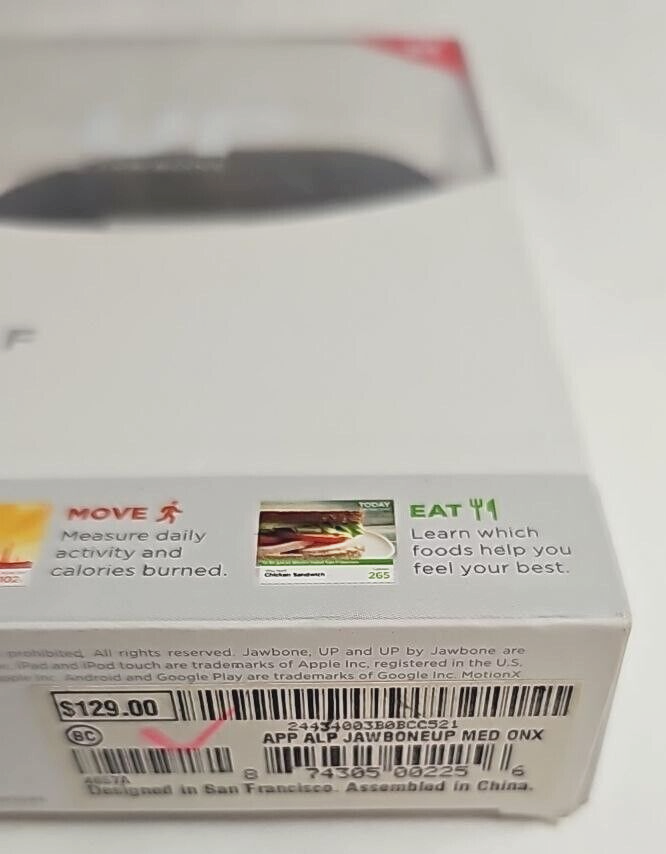 MOVE
Measure daily
activity and
calories burned.
TODAY
Chicken Sandwich
265
EAT
Learn which
foods help you
feel your best.
prohibited. All rights reserved. Jawbone, UP and UP by Jawbone are
iPad and iPod touch are trademarks of Apple Inc, registered in the U.S.
Inc. Android and Google Play are trademarks of Google Inc. MotionX
$129.00
24434003B0BCC521
BC
APP ALP JAWBONEUP MED ONX
8 74305 00225 6
Designed in San Francisco. Assembled in China.